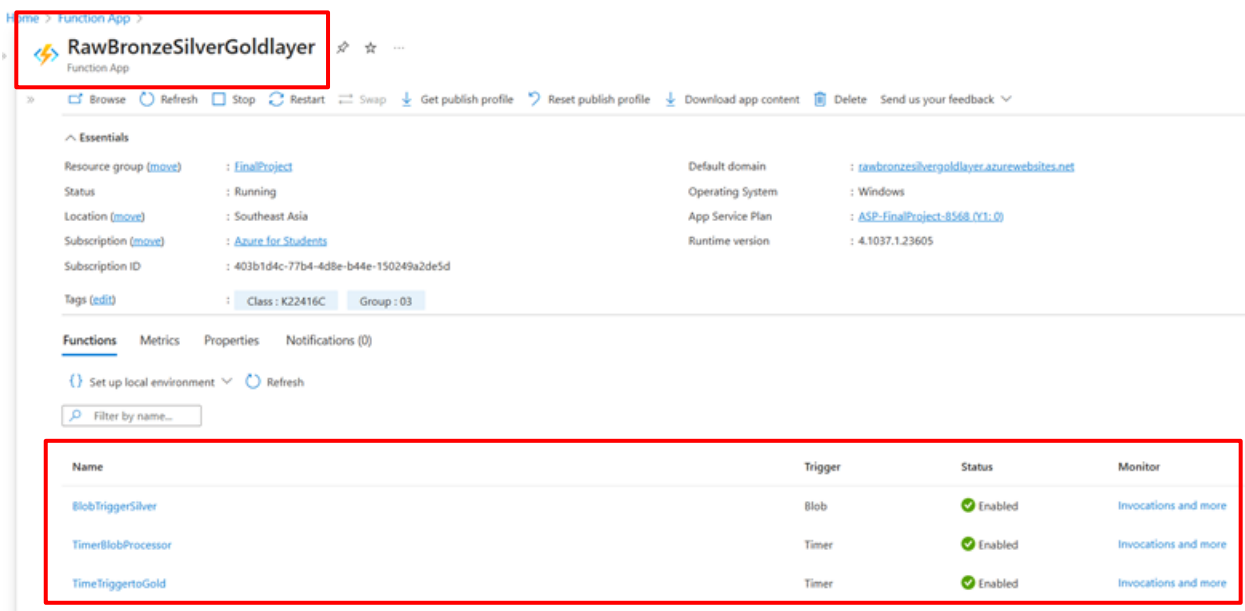 Home > Function App >
RawBronzeSilverGoldlayer
Function App
Browse Refresh Stop Restart Swap Get publish profile Reset publish profile Download app content Delete Send us your feedback
Essentials
Resource group (move) : FinalProject
Default domain : rawbronzesilvergoldlayer.azurewebsites.net
Status : Running
Operating System : Windows
Location (move) : Southeast Asia
App Service Plan : ASP-FinalProject-8568 (Y1: 0)
Subscription (move) : Azure for Students
Runtime version : 4.1037.1.23605
Subscription ID : 403b1d4c-77b4-4d8e-b44e-150249a2de5d
Tags (edit) : Class : K22416C Group : 03
Functions Metrics Properties Notifications (0)
{} Set up local environment Refresh
Filter by name...
Name Trigger Status Monitor
BlobTriggerSilver Blob Enabled Invocations and more
TimerBlobProcessor Timer Enabled Invocations and more
TimeTriggertoGold Timer Enabled Invocations and more